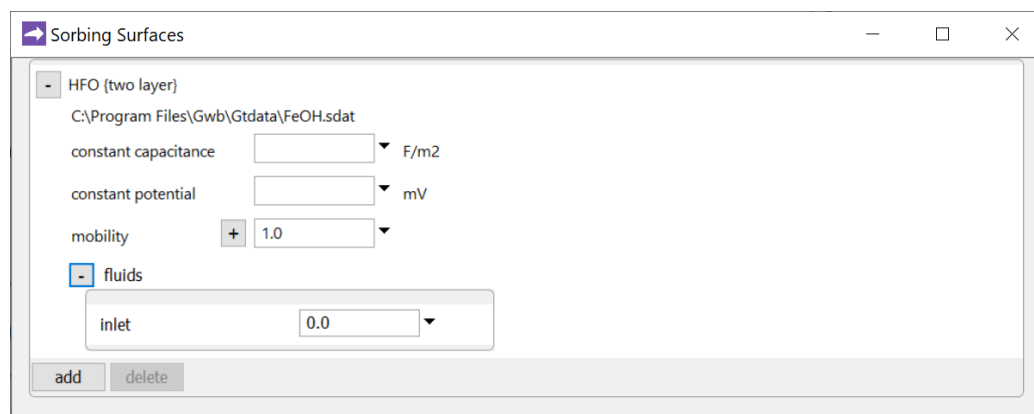 Sorbing Surfaces
- HFO {two layer}
C:\Program Files\Gwb\Gtdata\FeOH.sdat
constant capacitance F/m2
constant potential mV
mobility + 1.0
- fluids
inlet 0.0
add delete